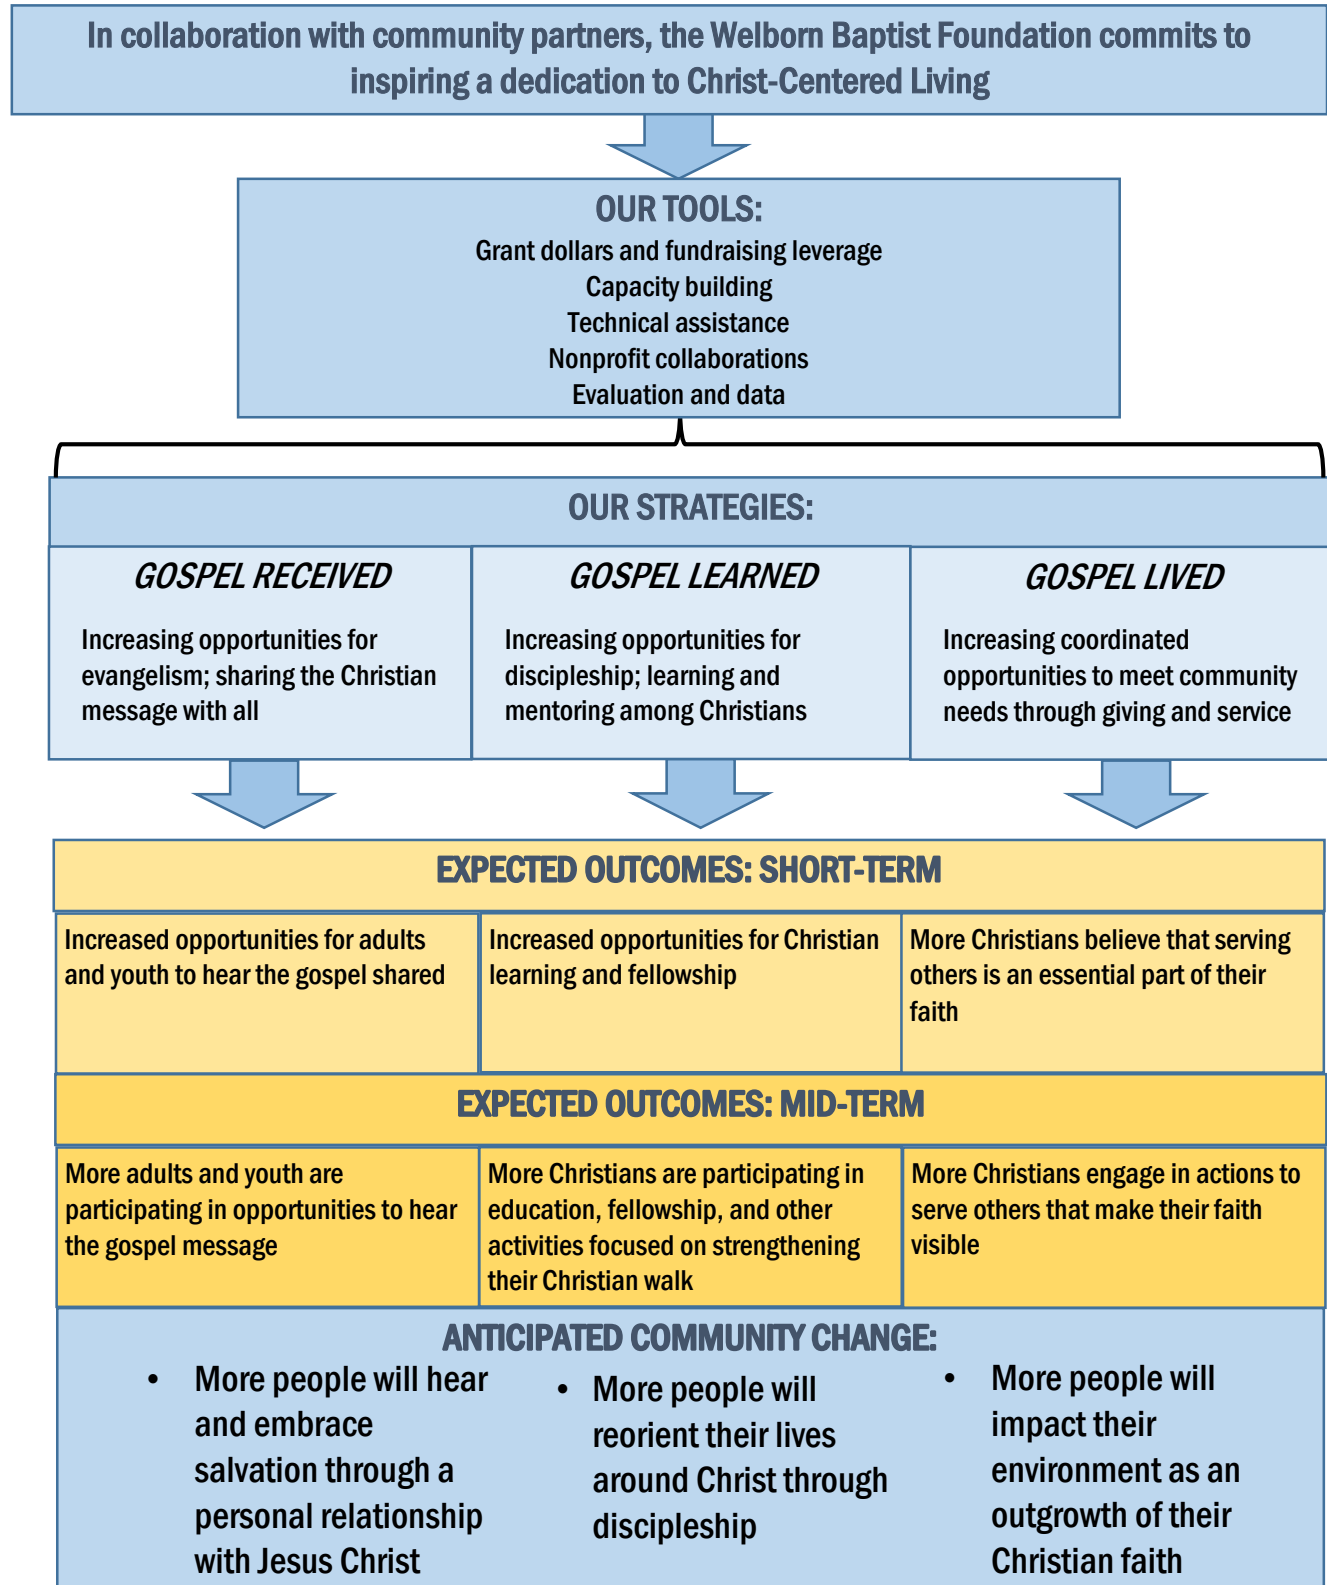 In collaboration with community partners, the Welborn Baptist Foundation commits to
inspiring a dedication to Christ-Centered Living
OUR TOOLS:
Grant dollars and fundraising leverage
Capacity building
Technical assistance
Nonprofit collaborations
Evaluation and data
OUR STRATEGIES:
GOSPEL RECEIVED
Increasing opportunities for
evangelism; sharing the Christian
message with all
GOSPEL LEARNED
Increasing opportunities for
discipleship; learning and
mentoring among Christians
GOSPEL LIVED
Increasing coordinated
opportunities to meet community
needs through giving and service
EXPECTED OUTCOMES: SHORT-TERM
Increased opportunities for adults
and youth to hear the gospel shared
Increased opportunities for Christian
learning and fellowship
More Christians believe that serving
others is an essential part of their
faith
EXPECTED OUTCOMES: MID-TERM
More adults and youth are
participating in opportunities to hear
the gospel message
More Christians are participating in
education, fellowship, and other
activities focused on strengthening
their Christian walk
More Christians engage in actions to
serve others that make their faith
visible
ANTICIPATED COMMUNITY CHANGE:
• More people will hear
and embrace
salvation through a
personal relationship
with Jesus Christ
• More people will
reorient their lives
around Christ through
discipleship
• More people will
impact their
environment as an
outgrowth of their
Christian faith